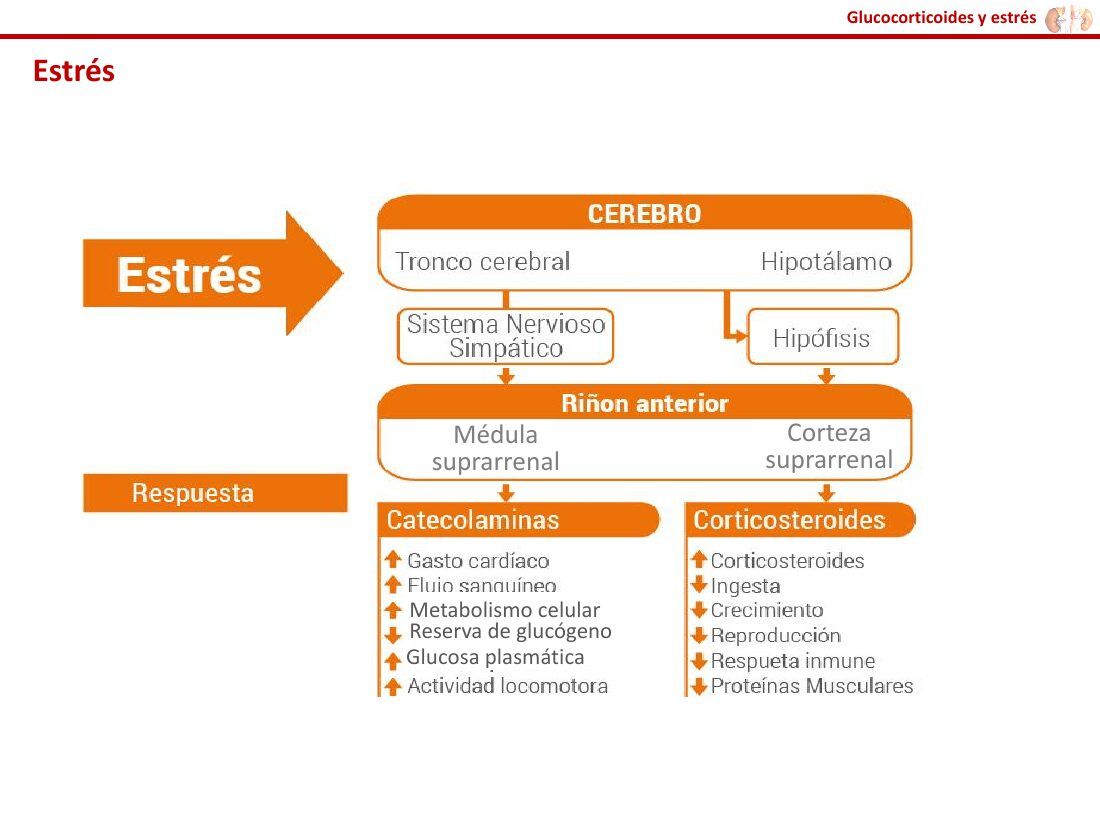 Glucocorticoides y estrés
Estrés
Estrés
CEREBRO
Tronco cerebral
Hipotálamo
Sistema Nervioso
Simpático
Hipófisis
Riñon anterior
Médula
suprarrenal
Corteza
suprarrenal
Respuesta
Catecolaminas
Gasto cardíaco
Flujo sanguíneo
Metabolismo celular
Reserva de glucógeno
Glucosa plasmática
Actividad locomotora
Corticosteroides
Corticosteroides
Ingesta
Crecimiento
Reproducción
Respueta inmune
Proteínas Musculares